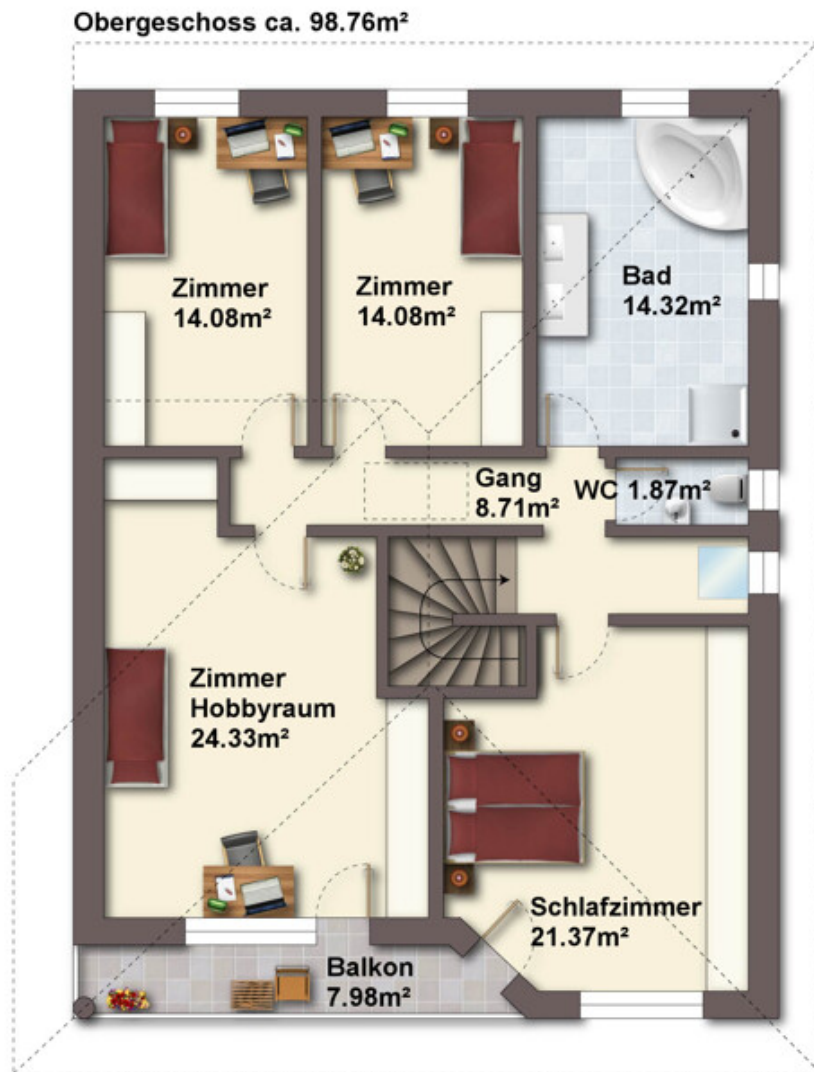 Obergeschoss ca. 98.76m²
Zimmer
14.08m²
Zimmer
14.08m²
Bad
14.32m²
Gang
8.71m²
WC 1.87m²
Zimmer
Hobbyraum
24.33m²
Schlafzimmer
21.37m²
Balkon
7.98m²